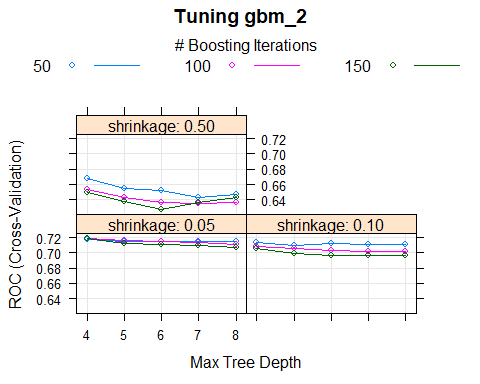 Tuning gbm_2
# Boosting Iterations
50 100 150
shrinkage: 0.50
0.72
0.70
0.68
0.66
0.64
shrinkage: 0.05 shrinkage: 0.10
0.72
0.70
0.68
0.66
0.64
4 5 6 7 8
ROC (Cross-Validation)
Max Tree Depth